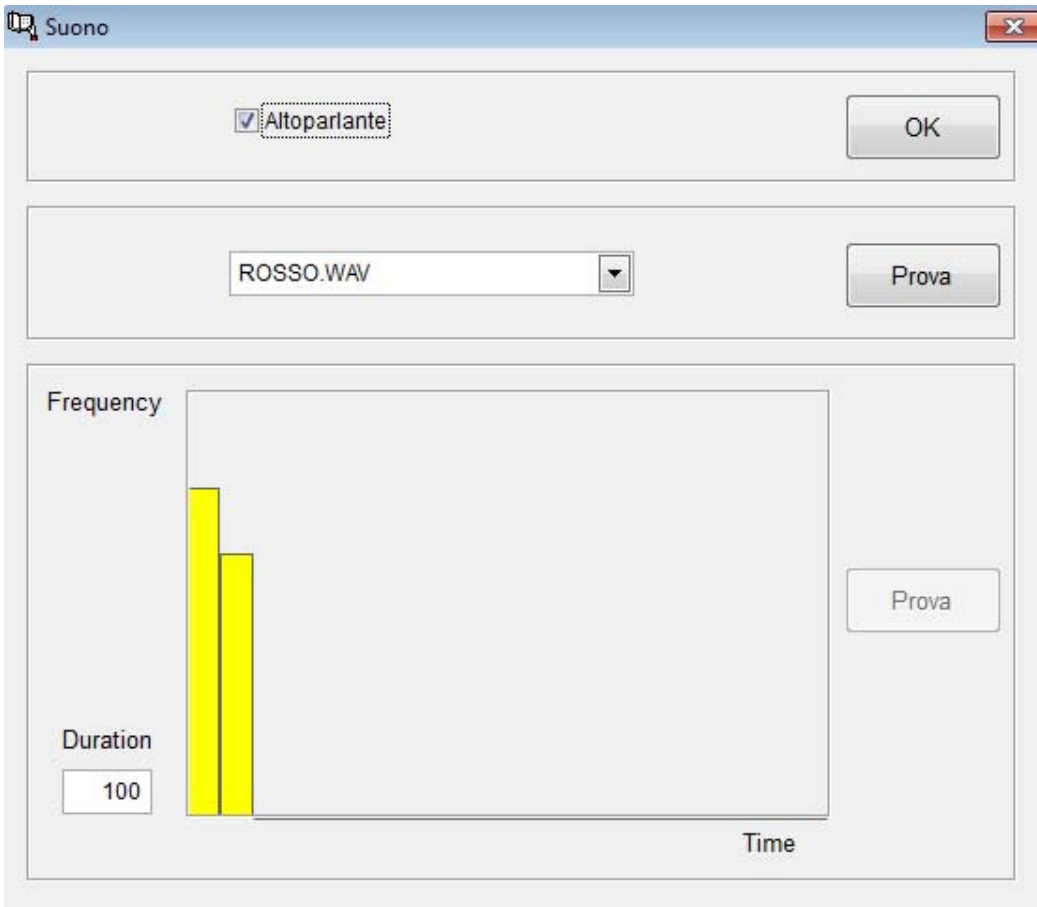 Suono
Altoparlante
OK
ROSSO.WAV
Prova
Frequency
Prova
Duration
100
Time